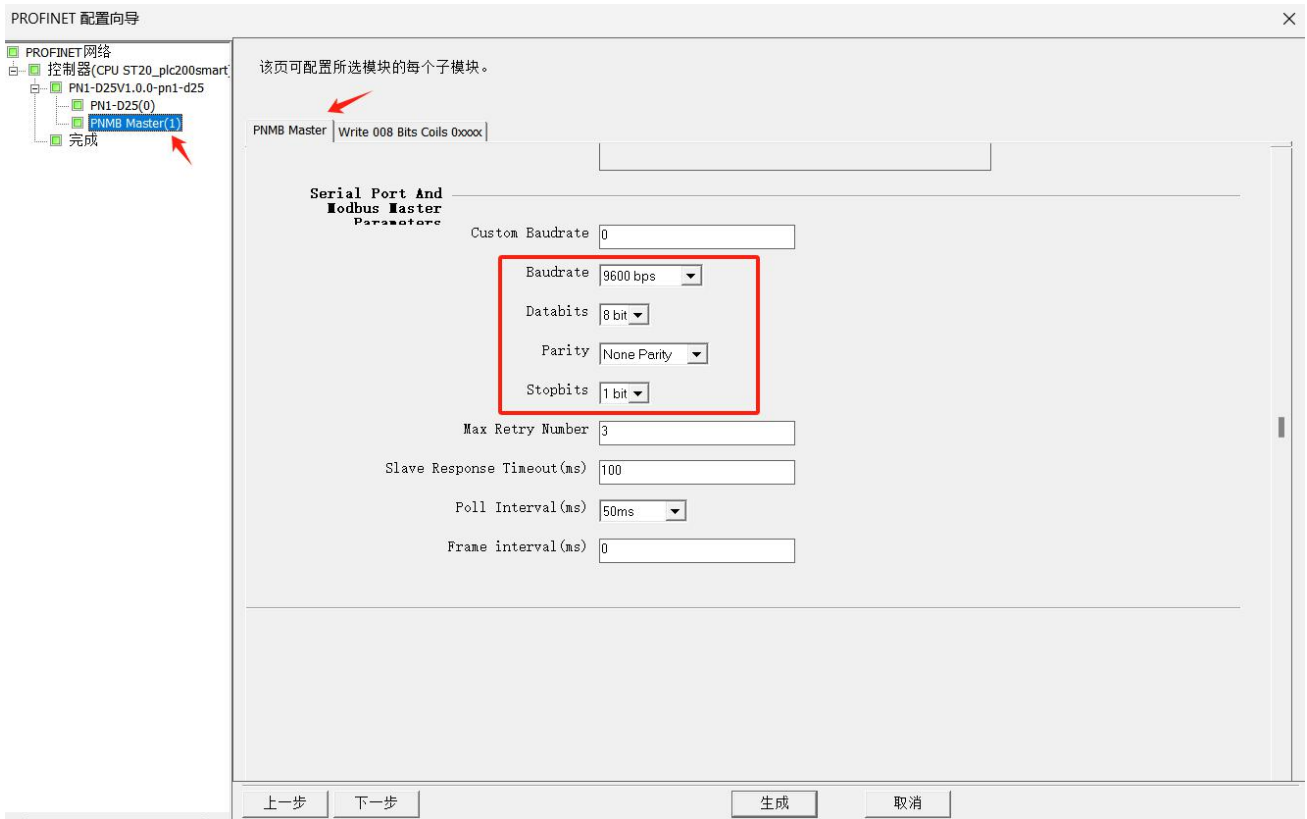 PROFINET 配置向导
PROFINET网络
控制器(CPU ST20_plc200smart
PN1-D25V1.0.0-pn1-d25
PN1-D25(0)
PNMB Master(1)
完成
该页可配置所选模块的每个子模块。
PNMB Master
Write 008 Bits Coils 0xxxx
Serial Port And
Modbus Master
Parameters
Custom Baudrate 0
Baudrate 9600 bps
Databits 8 bit
Parity None Parity
Stopbits 1 bit
Max Retry Number 3
Slave Response Timeout(ms) 100
Poll Interval(ms) 50ms
Frame interval(ms) 0
上一步
下一步
生成
取消